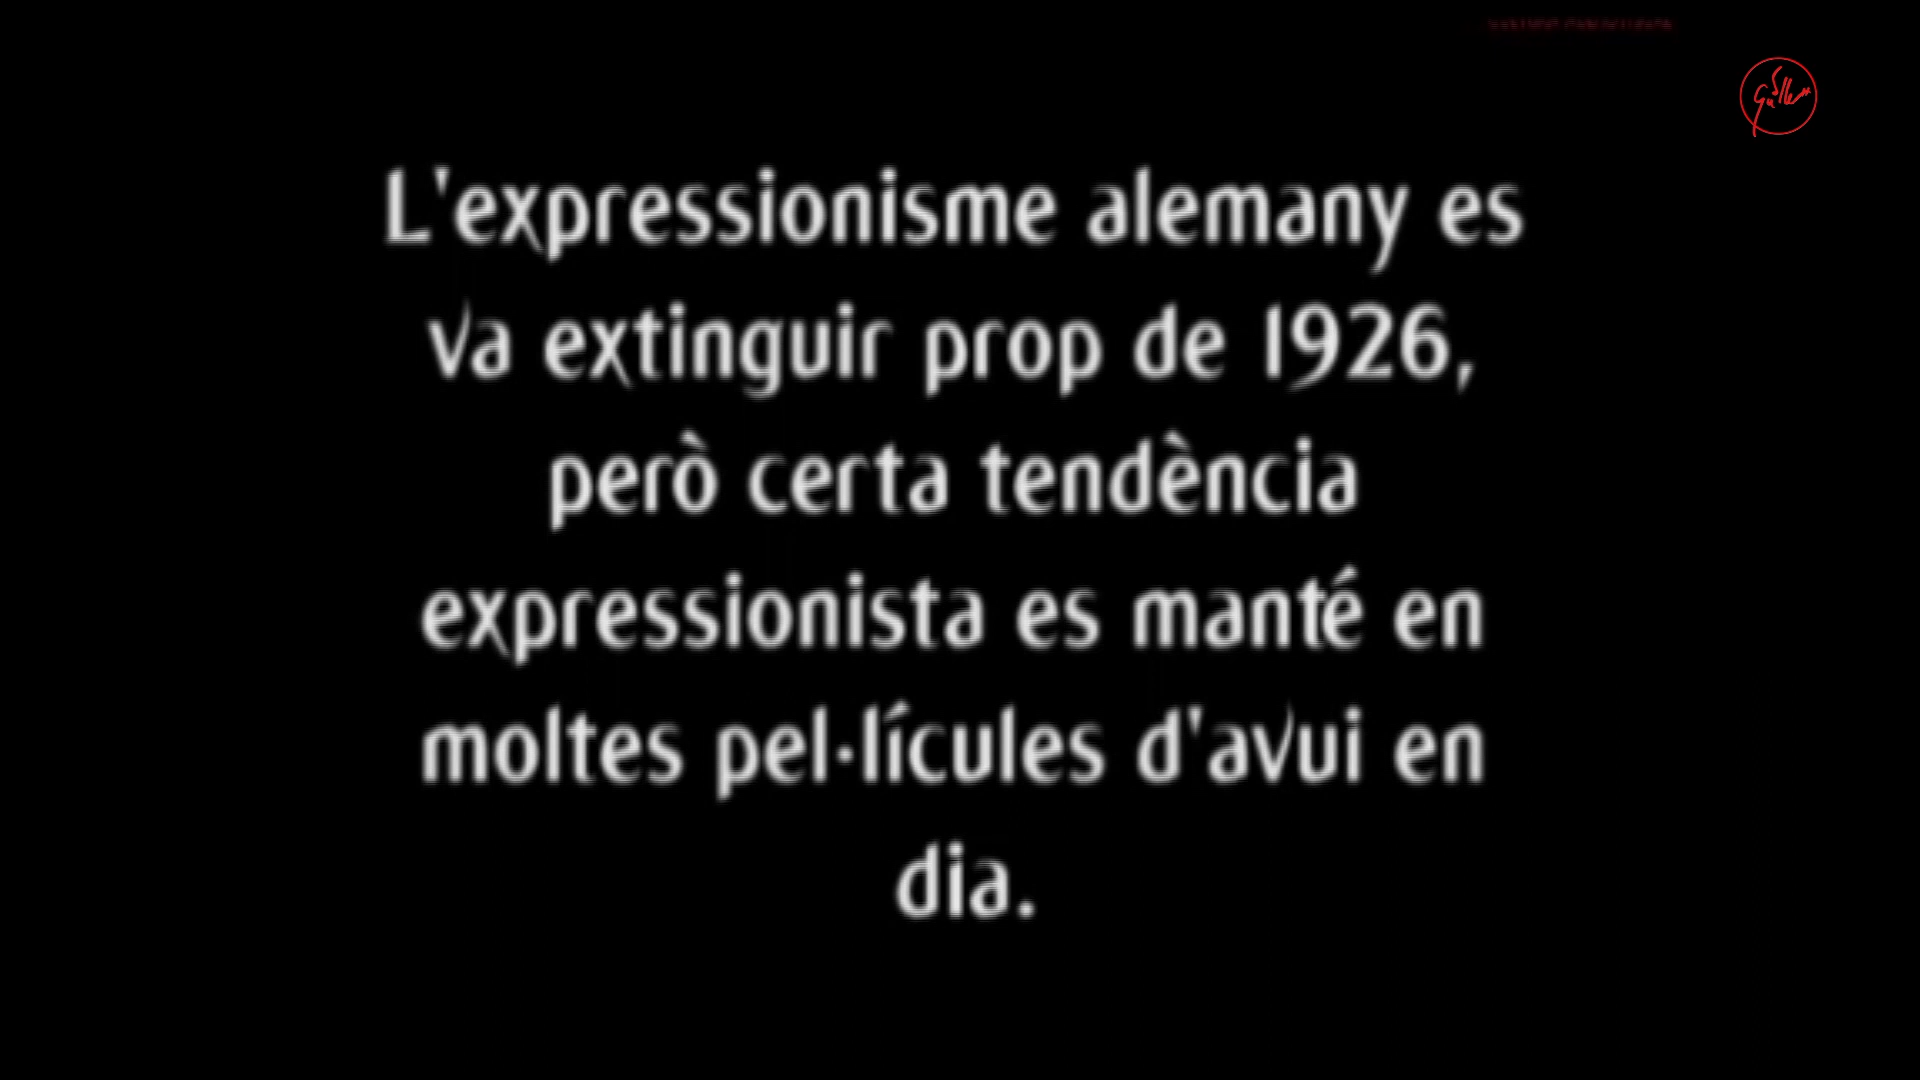 L'expressionisme alemany es
va extinguir prop de 1926,
però certa tendència
expressionista es manté en
moltes pel·lícules d'avui en
dia.